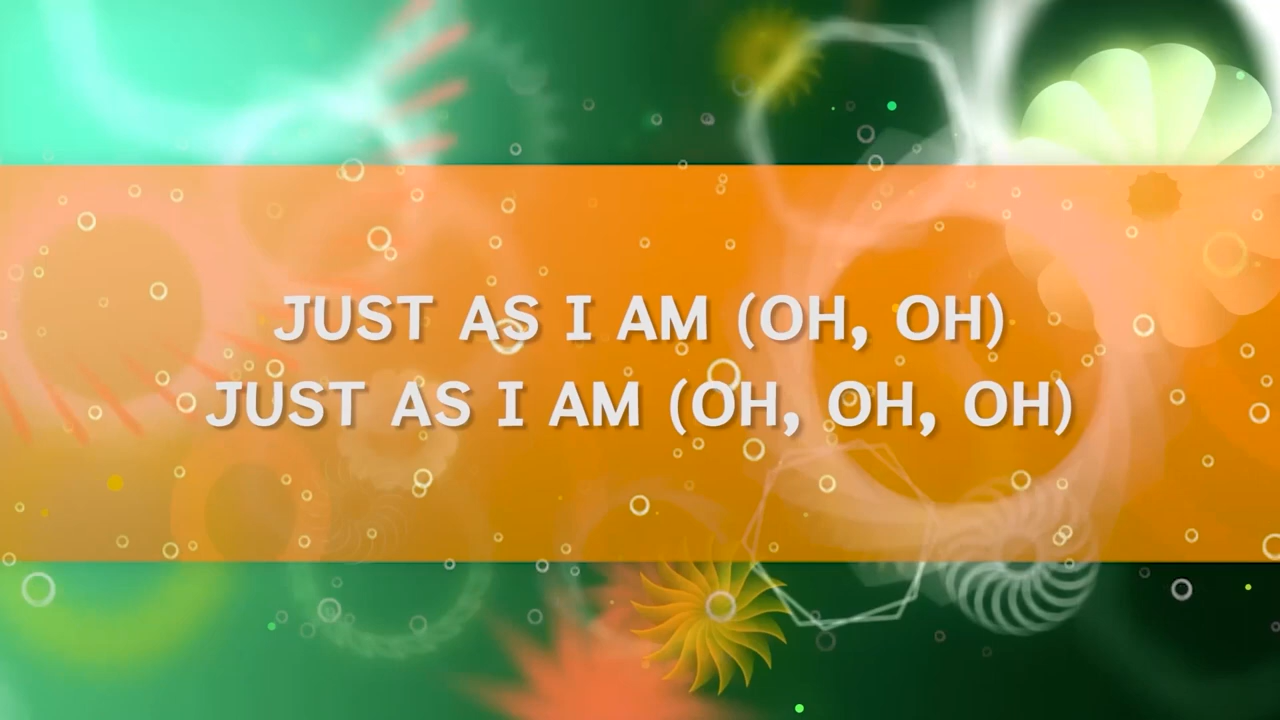 JUST AS I AM (OH, OH)
JUST AS I AM (OH, OH, OH)